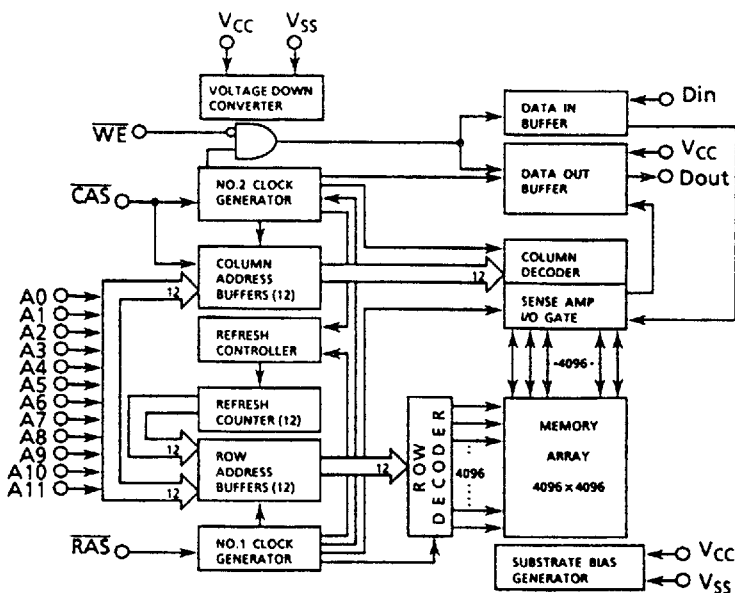 VCC
VSS
VOLTAGE DOWN
CONVERTER
WE
DATA IN
BUFFER
Din
NO.2 CLOCK
GENERATOR
DATA OUT
BUFFER
VCC
Dout
CAS
COLUMN
ADDRESS
BUFFERS (12)
12
12
COLUMN
DECODER
SENSE AMP
I/O GATE
A0
A1
A2
A3
A4
A5
A6
A7
A8
A9
A10
A11
REFRESH
CONTROLLER
-4096-
REFRESH
COUNTER (12)
ROW
ADDRESS
BUFFERS (12)
12
12
ROW
DECODER
4096
MEMORY
ARRAY
4096 × 4096
RAS
NO.1 CLOCK
GENERATOR
SUBSTRATE BIAS
GENERATOR
VCC
VSS